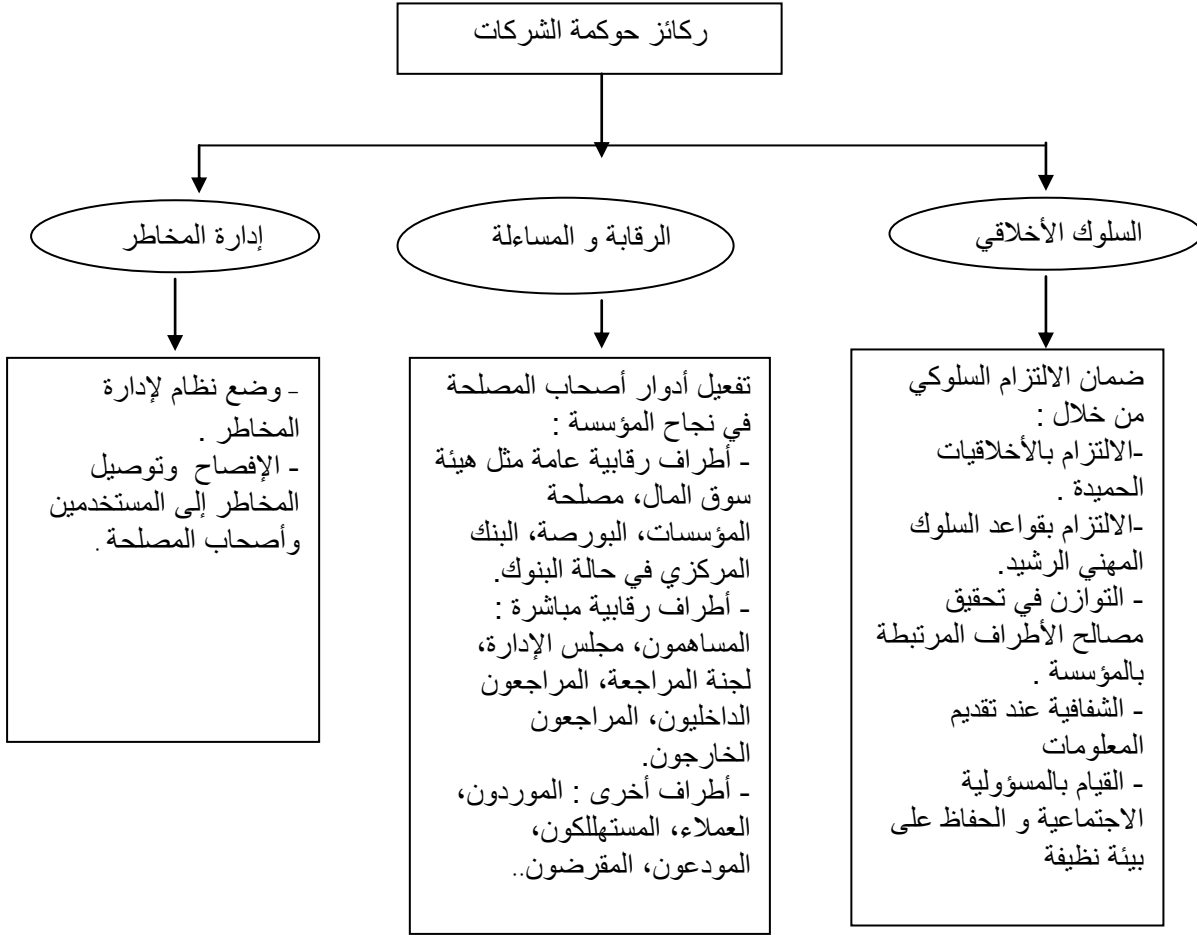 ركائز حوكمة الشركات
السلوك الأخلاقي
الرقابة و المساءلة
إدارة المخاطر
ضمان الالتزام السلوكي
من خلال :
-الالتزام بالأخلاقيات
الحميدة .
-الالتزام بقواعد السلوك
المهني الرشيد.
- التوازن في تحقيق
مصالح الأطراف المرتبطة
بالمؤسسة .
- الشفافية عند تقديم
المعلومات
- القيام بالمسؤولية
الاجتماعية و الحفاظ على
بيئة نظيفة
تفعيل أدوار أصحاب المصلحة
في نجاح المؤسسة :
- أطراف رقابية عامة مثل هيئة
سوق المال، مصلحة
المؤسسات، البورصة، البنك
المركزي في حالة البنوك.
- أطراف رقابية مباشرة :
المساهمون، مجلس الإدارة،
لجنة المراجعة، المراجعون
الداخليون، المراجعون
الخارجون.
- أطراف أخرى : الموردون،
العملاء، المستهللكون،
المودعون، المقرضون..
- وضع نظام لإدارة
المخاطر .
- الإفصاح وتوصيل
المخاطر إلى المستخدمين
وأصحاب المصلحة .